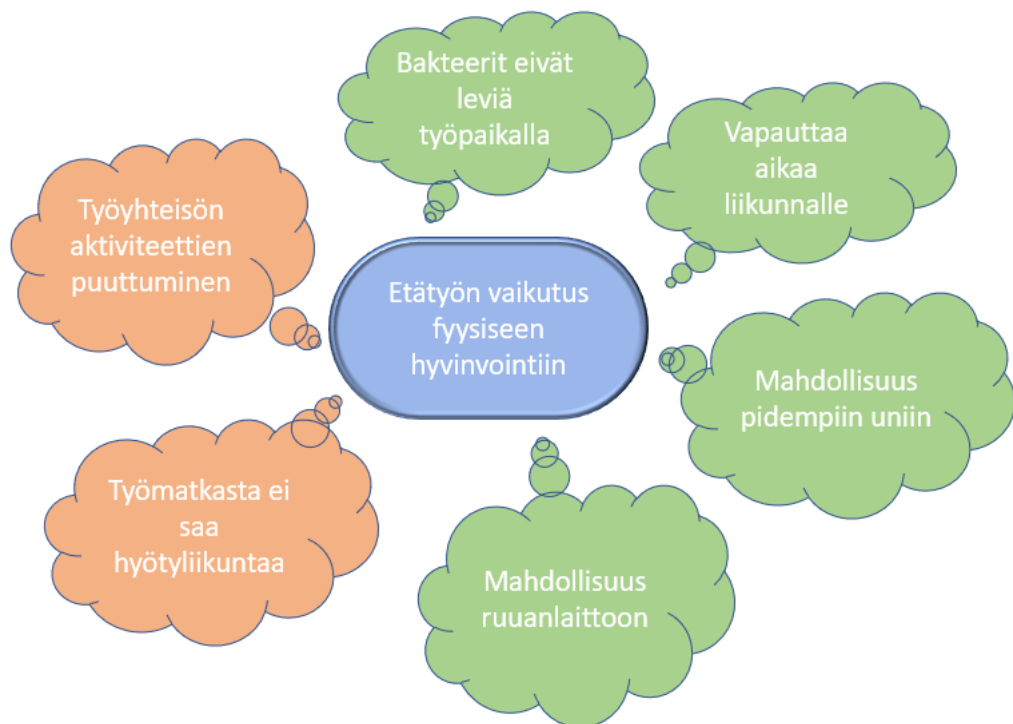 Bakteerit eivät
leviä
työpaikalla
Vapauttaa
aikaa
liikunnalle
Työyhteisön
aktiviteettien
puuttuminen
Etätyön vaikutus
fyysiseen
hyvinvointiin
Mahdollisuus
pidempiin uniin
Työmatkasta ei
saa
hyötyliikuntaa
Mahdollisuus
ruuanlaittoon